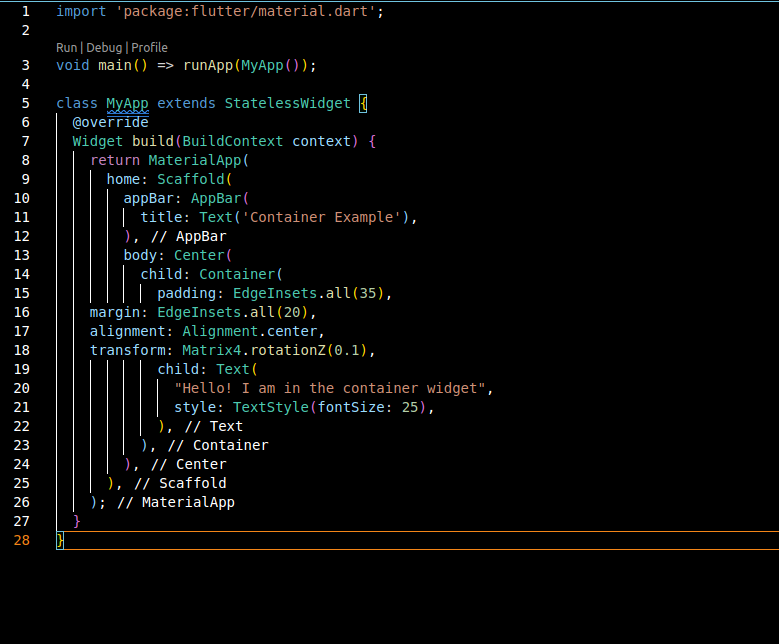 1 import 'package:flutter/material.dart';
2
Run | Debug | Profile
3 void main() => runApp(MyApp());
4
5 class MyApp extends StatelessWidget {
6   @override
7   Widget build(BuildContext context) {
8     return MaterialApp(
9       home: Scaffold(
10         appBar: AppBar(
11           title: Text('Container Example'),
12         ), // AppBar
13         body: Center(
14           child: Container(
15             padding: EdgeInsets.all(35),
16     margin: EdgeInsets.all(20),
17     alignment: Alignment.center,
18     transform: Matrix4.rotationZ(0.1),
19             child: Text(
20               "Hello! I am in the container widget",
21               style: TextStyle(fontSize: 25),
22             ), // Text
23           ), // Container
24         ), // Center
25       ), // Scaffold
26     ); // MaterialApp
27   }
28 }